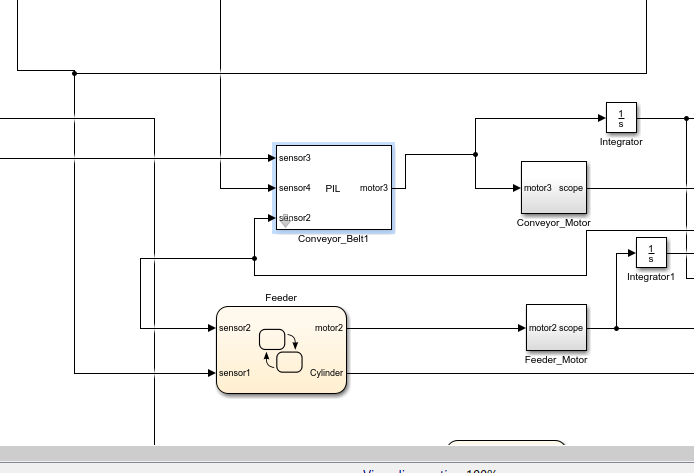 1
s
Integrator
sensor3
sensor4
PIL
motor3
sensor2
Conveyor_Belt1
motor3 scope
Conveyor_Motor
1
s
Integrator1
Feeder
sensor2
motor2
sensor1
Cylinder
motor2 scope
Feeder_Motor
100%